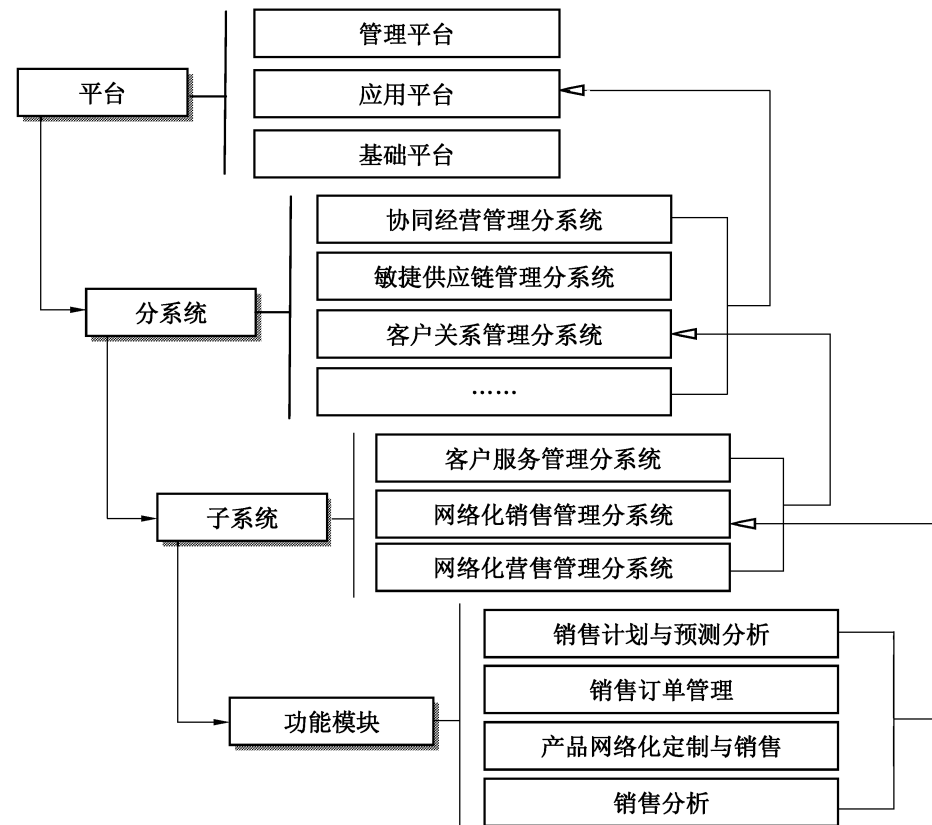 管理平台
平台
应用平台
基础平台
协同经营管理分系统
敏捷供应链管理分系统
分系统
客户关系管理分系统
······
客户服务管理分系统
子系统
网络化销售管理分系统
网络化营售管理分系统
销售计划与预测分析
销售订单管理
功能模块
产品网络化定制与销售
销售分析